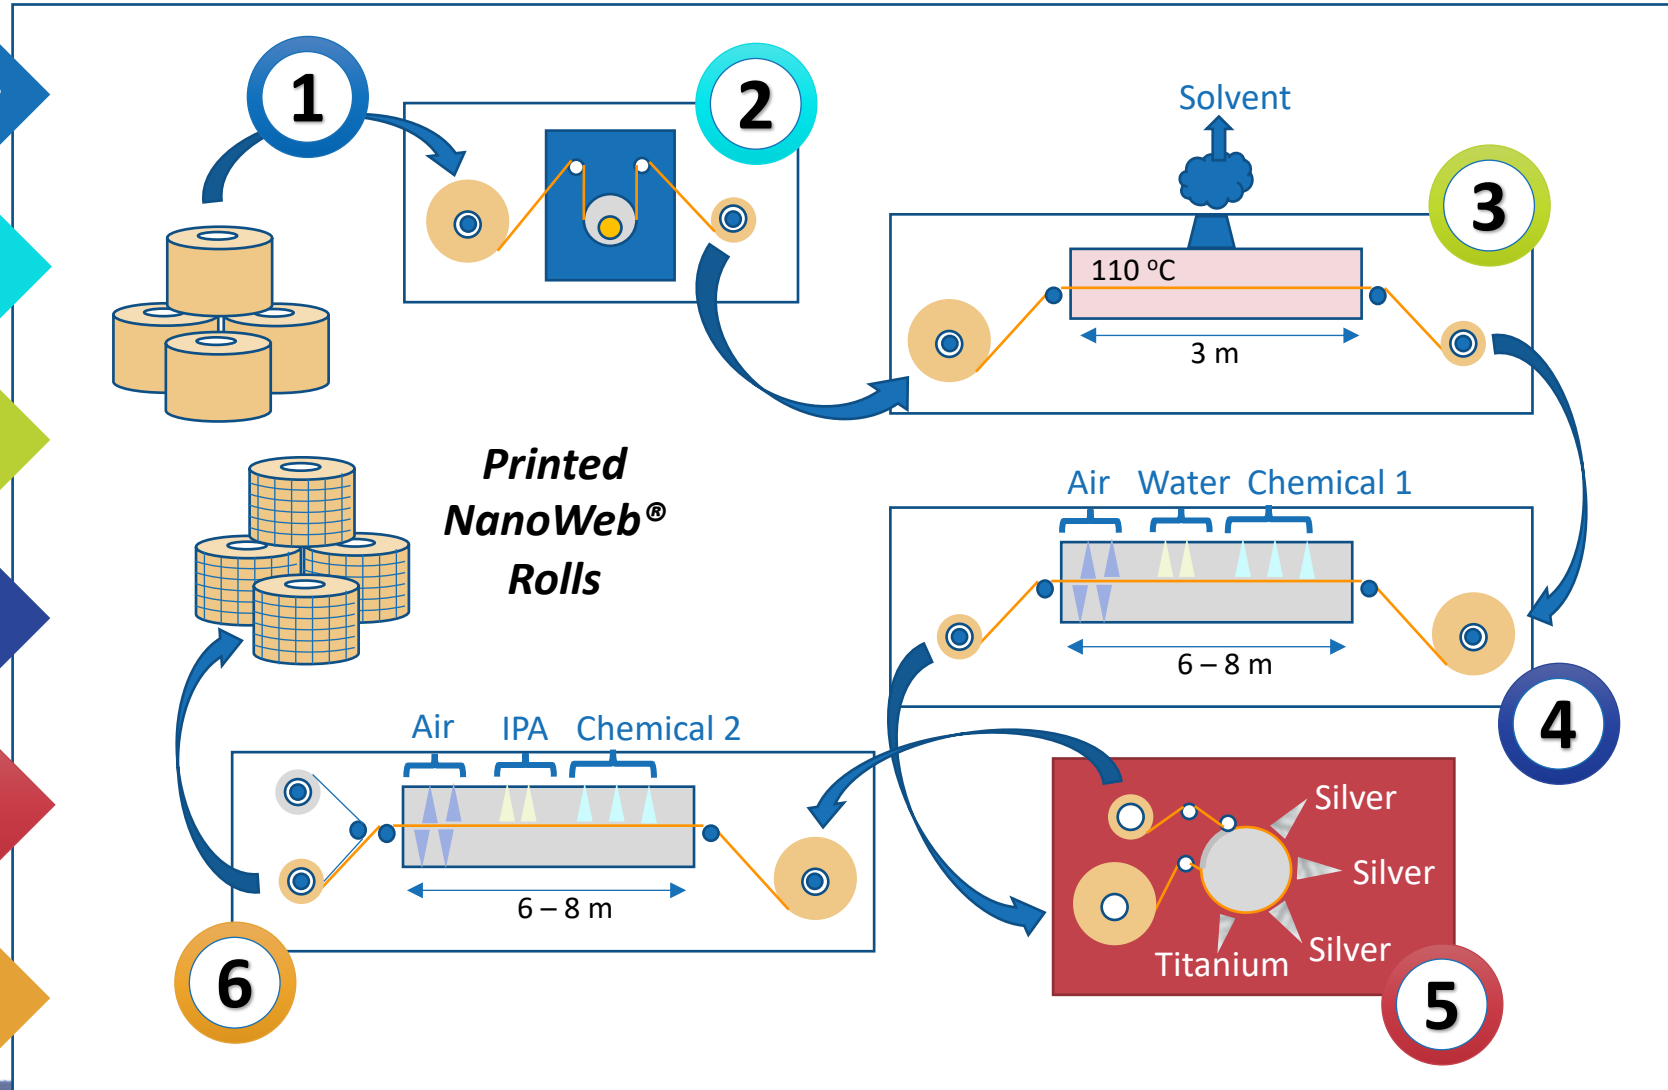 1
2
Solvent
3
110 °C
3 m
Printed
NanoWeb®
Rolls
Air Water Chemical 1
6 – 8 m
4
Air IPA Chemical 2
6 – 8 m
6
Silver
Silver
Silver
Titanium
5